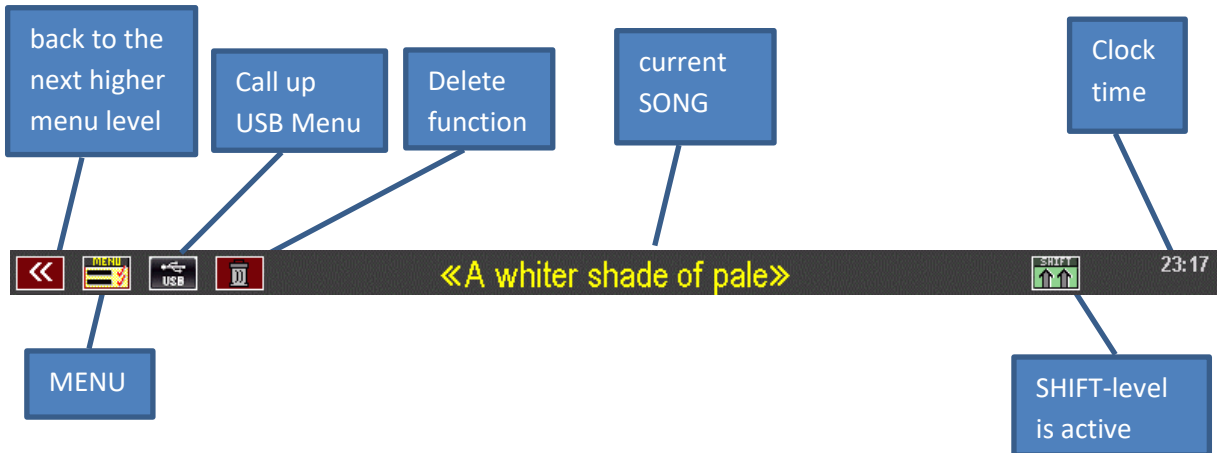 back to the
next higher
menu level
Call up
USB Menu
Delete
function
current
SONG
Clock
time
MENU
USB
«A whiter shade of pale»
SHIFT
23:17
MENU
SHIFT-level
is active